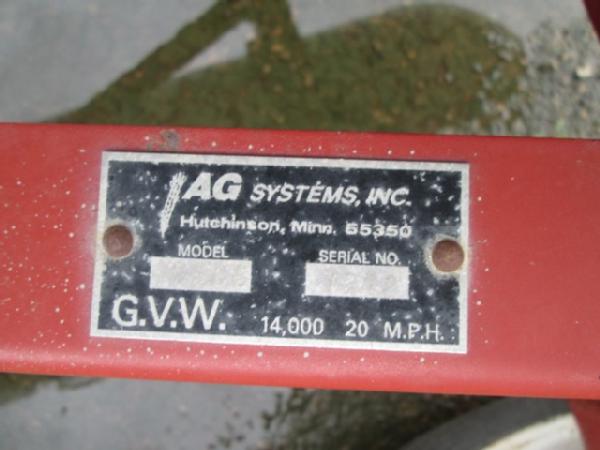 AG SYSTEMS, INC.
Hutchinson, Minn. 55350
MODEL SERIAL NO.
G.V.W. 14,000 20 M.P.H.